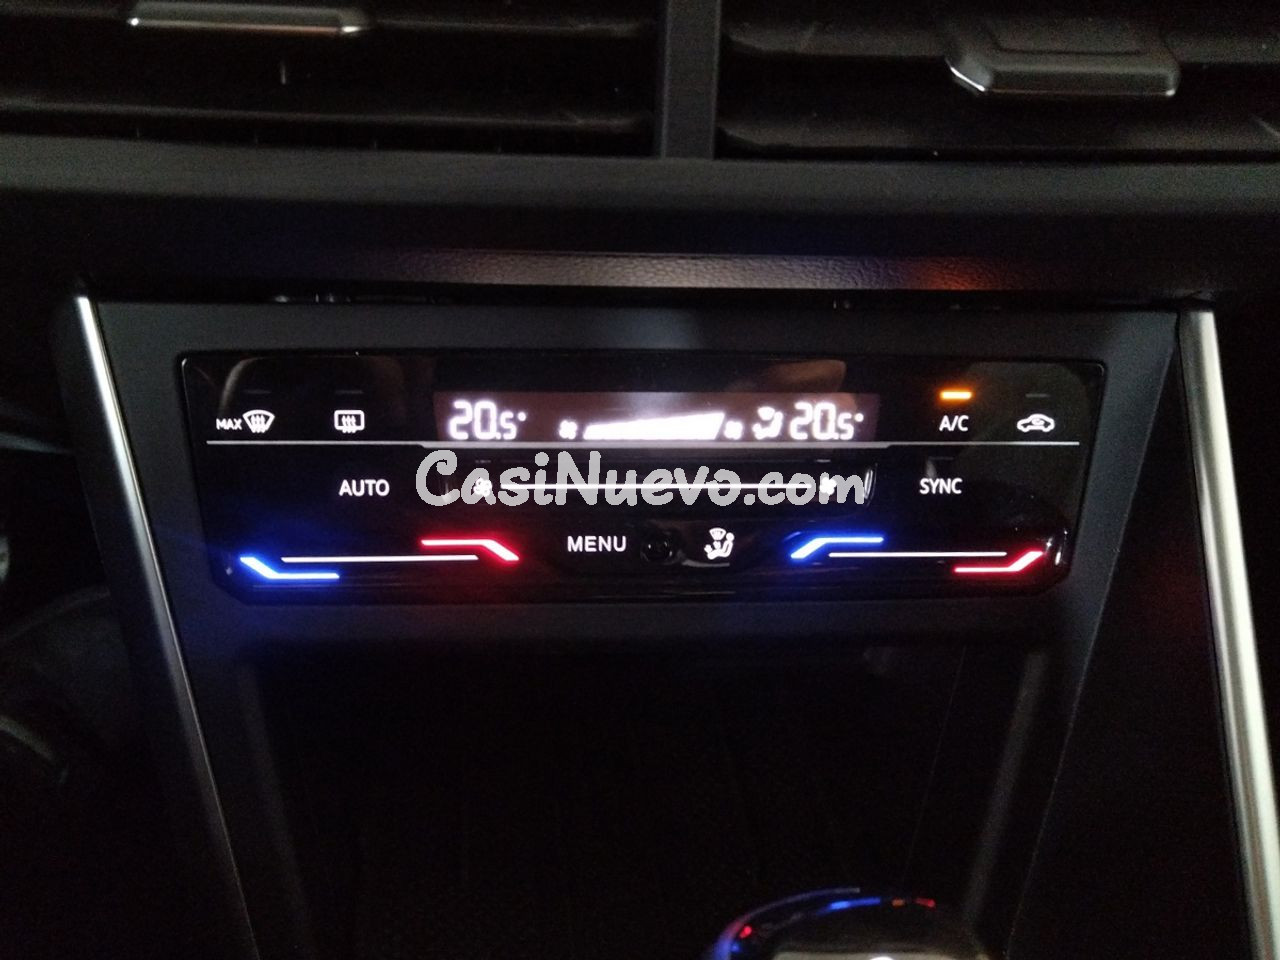 MAX 20.5° 20.5° A/C
CasiNuevo.com
AUTO SYNC
MENU